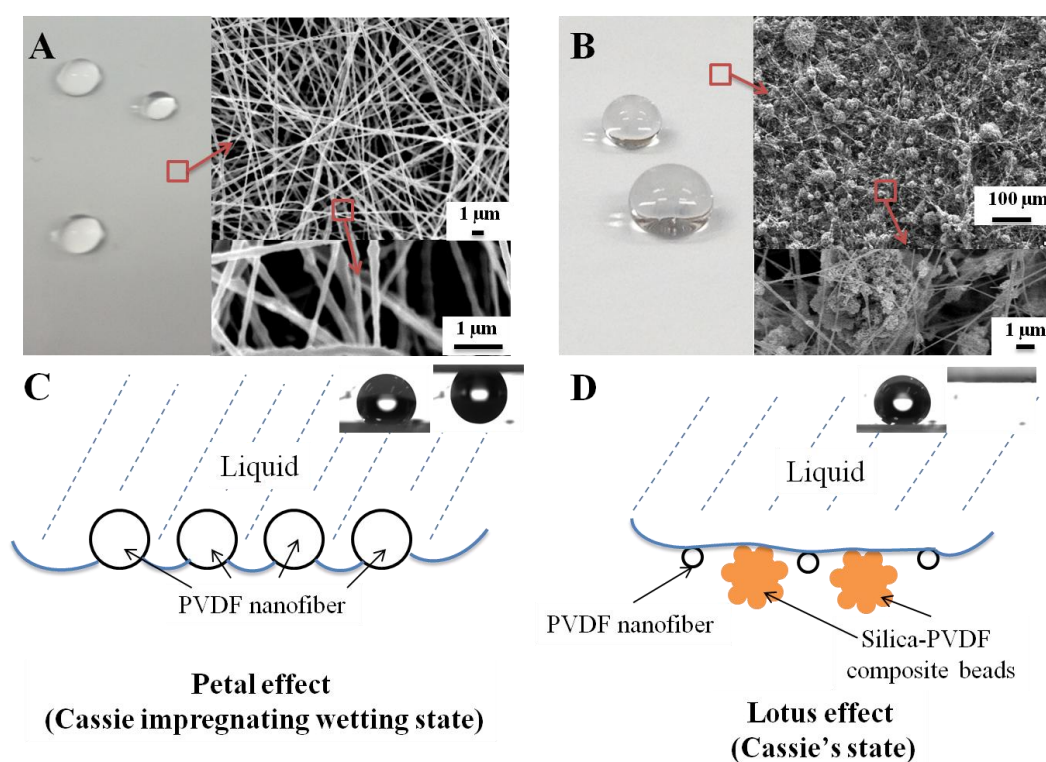 A
1 μm
1 μm
B
100 μm
1 μm
C
Liquid
PVDF nanofiber
Petal effect
(Cassie impregnating wetting state)
D
Liquid
PVDF nanofiber
Silica-PVDF
composite beads
Lotus effect
(Cassie’s state)